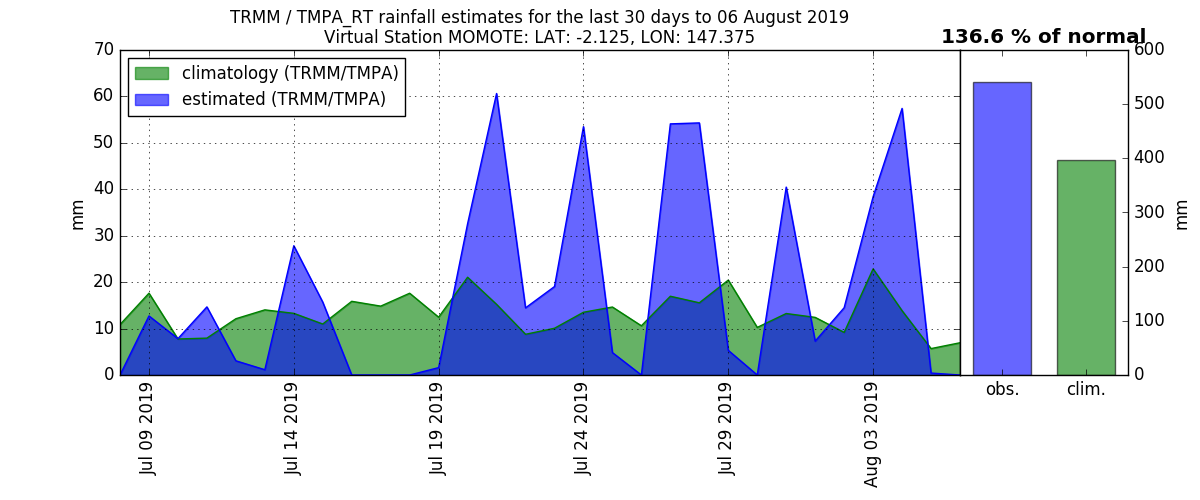 TRMM / TMPA_RT rainfall estimates for the last 30 days to 06 August 2019
Virtual Station MOMOTE: LAT: -2.125, LON: 147.375
136.6 % of normal
climatology (TRMM/TMPA)
estimated (TRMM/TMPA)
70
60
50
40
30
20
10
0
mm
Jul 09 2019
Jul 14 2019
Jul 19 2019
Jul 24 2019
Jul 29 2019
Aug 03 2019
600
500
400
300
200
100
0
mm
obs.
clim.